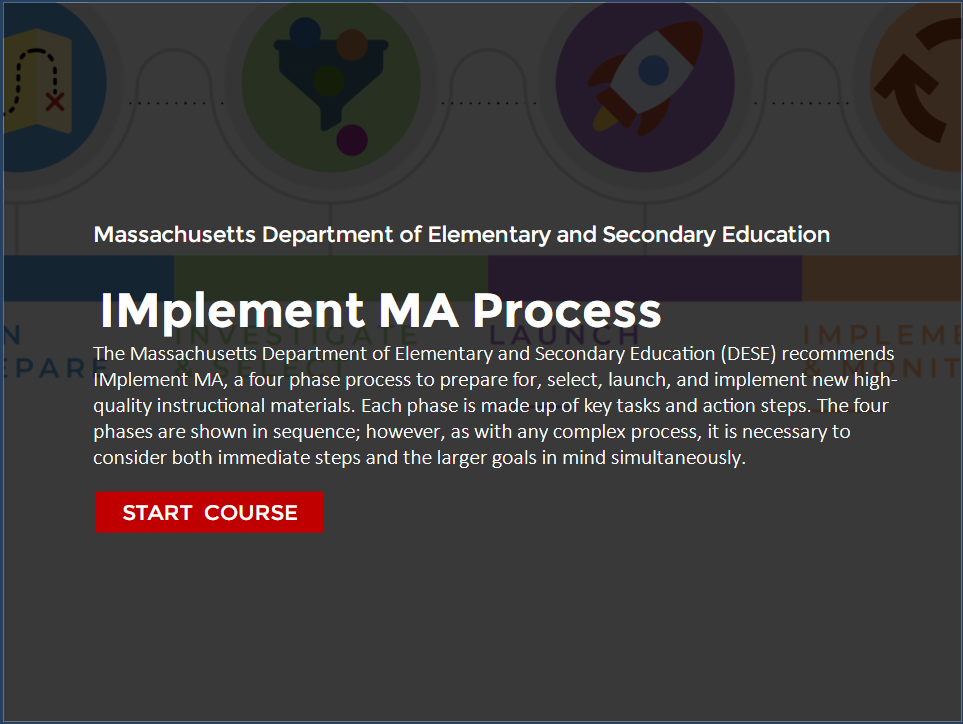 Massachusetts Department of Elementary and Secondary Education
IMplement MA Process
INVESTIGATE
LAUNCH
The Massachusetts Department of Elementary and Secondary Education (DESE) recommends
IMplement MA, a four phase process to prepare for, select, launch, and implement new high-
quality instructional materials. Each phase is made up of key tasks and action steps. The four
phases are shown in sequence; however, as with any complex process, it is necessary to
consider both immediate steps and the larger goals in mind simultaneously.
START COURSE